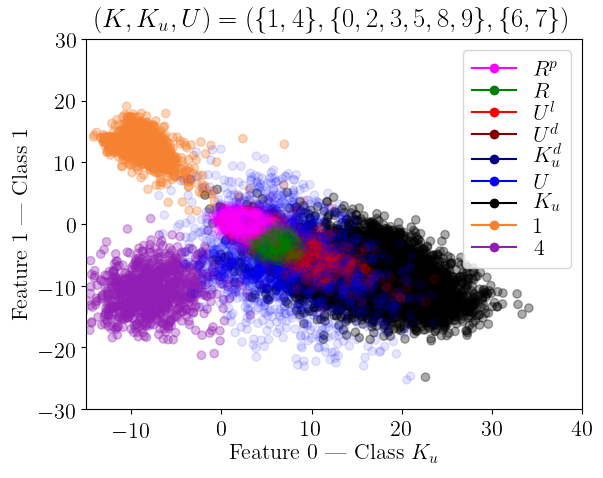 (K, K_u, U) = ({1, 4}, {0, 2, 3, 5, 8, 9}, {6, 7})
30
20
10
0
−10
−20
−30
Feature 1 — Class 1
R^p
R
U^l
U^d
K_u^d
U
K_u
1
4
−10 0 10 20 30 40
Feature 0 — Class K_u